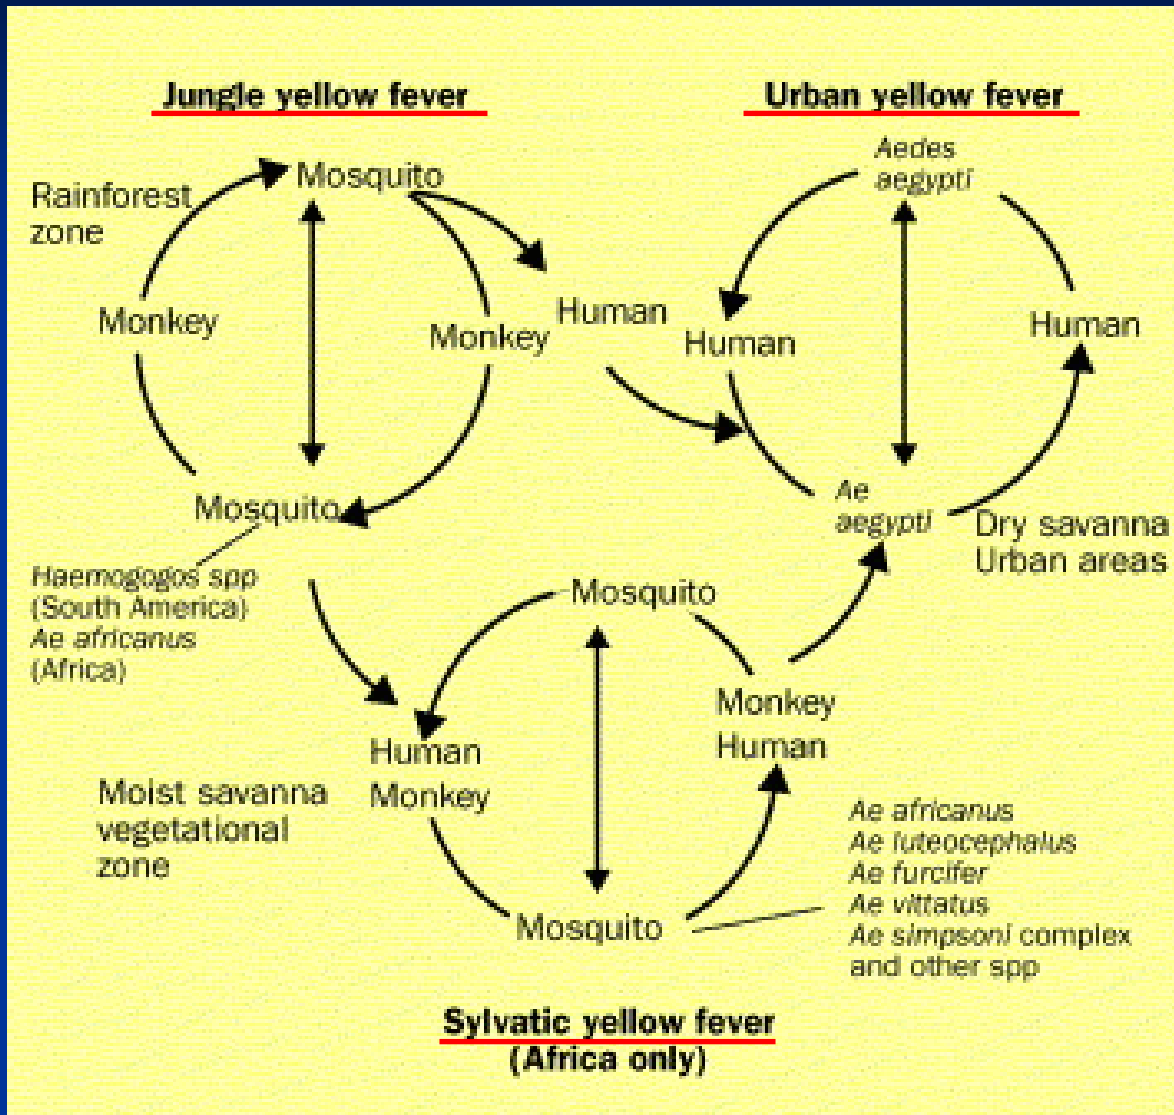 Jungle yellow fever
Urban yellow fever
Rainforest
zone
Mosquito
Monkey
Monkey
Human
Mosquito
Haemogogos spp
(South America)
Ae africanus
(Africa)
Aedes
aegypti
Human
Human
Ae
aegypti
Dry savanna
Urban areas
Mosquito
Monkey
Human
Human
Monkey
Moist savanna
vegetational
zone
Mosquito
Ae africanus
Ae luteocephalus
Ae furcifer
Ae vittatus
Ae simpsoni complex
and other spp
Sylvatic yellow fever
(Africa only)